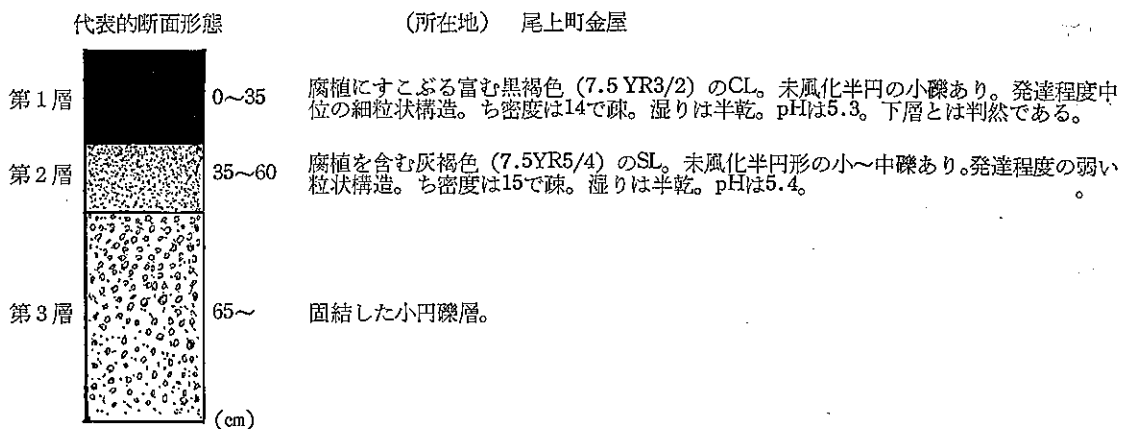 代表的断面形態
(所在地) 尾上町金屋
第1層
0~35
腐植にすこぶる富む黒褐色 (7.5 YR3/2) のCL。未風化半円の小礫あり。発達程度中
位の細粒状構造。ち密度は14で疎。湿りは半乾。pHは5.3。下層とは判然である。
第2層
35~60
腐植を含む灰褐色 (7.5YR5/4) のSL。未風化半円形の小~中礫あり。発達程度の弱い
粒状構造。ち密度は15で疎。湿りは半乾。pHは5.4。
第3層
65~
固結した小円礫層。
(cm)